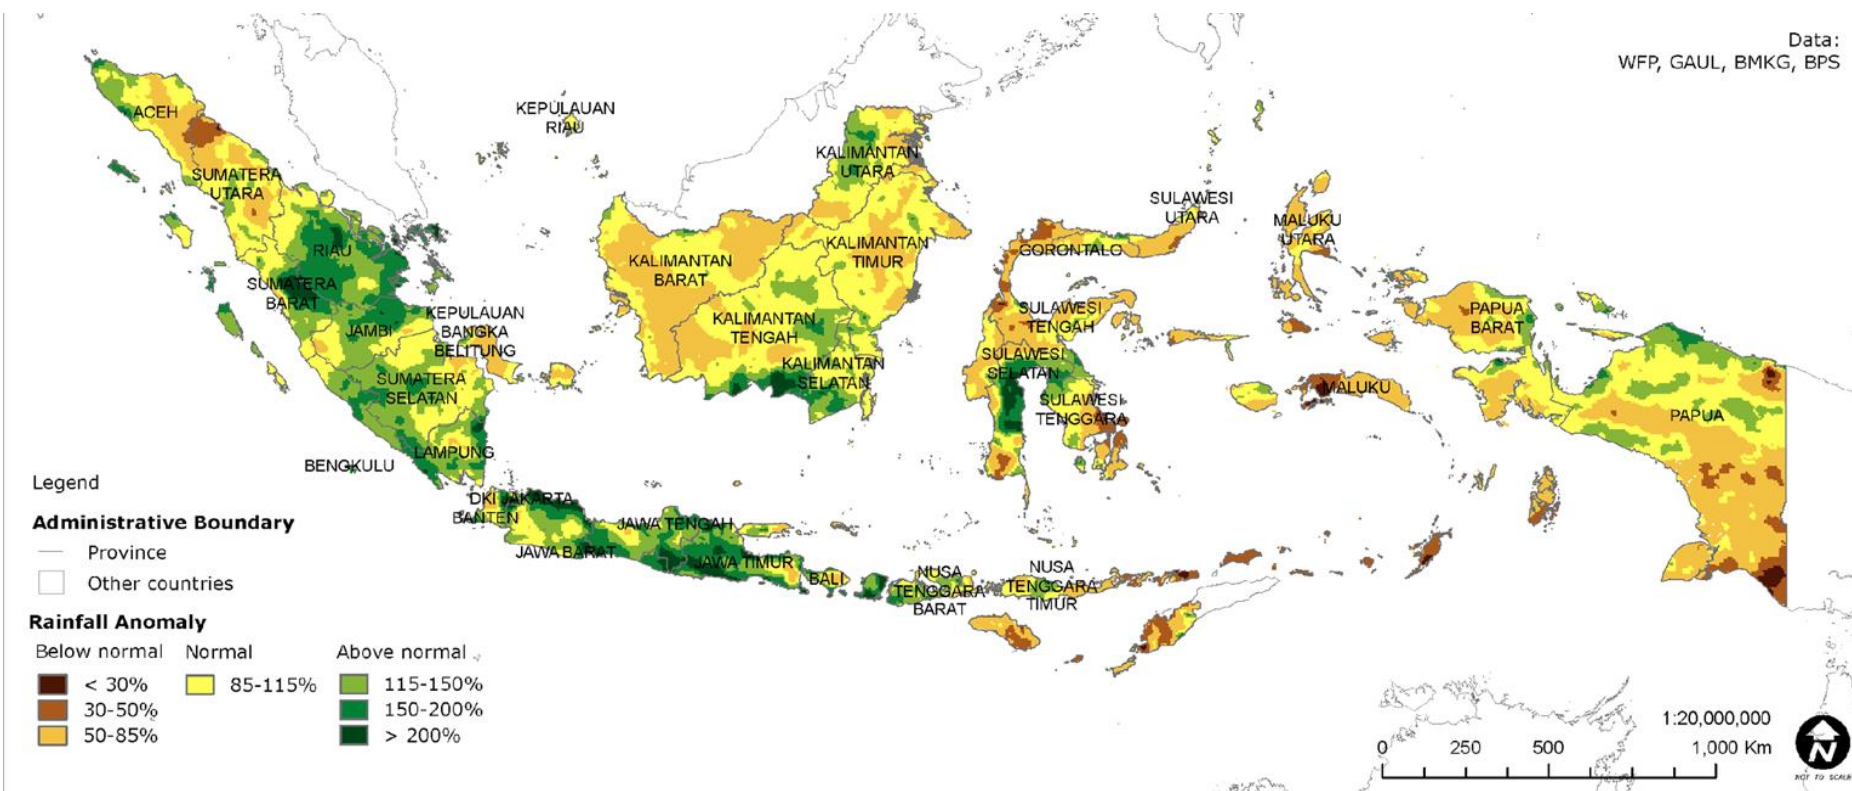 Data:
WFP, GAUL, BMKG, BPS
ACEH
KEPULAUAN
RIAU
SUMATERA
UTARA
KALIMANTAN
UTARA
SULAWESI
UTARA
MALUKU
UTARA
RIAU
KALIMANTAN
BARAT
KALIMANTAN
TIMUR
GORONTALO
SUMATERA
BARAT
KEPULAUAN
BANGKA
BELITUNG
JAMBI
KALIMANTAN
TENGAH
SULAWESI
TENGAH
PAPUA
BARAT
SUMATERA
SELATAN
KALIMANTAN
SELATAN
SULAWESI
SELATAN
SULAWESI
TENGGARA
MALUKU
PAPUA
BENGKULU
LAMPUNG
DKI JAKARTA
BANTEN
JAWA BARAT
JAWA TENGAH
JAWA TIMUR
BALI
NUSA
TENGGARA
BARAT
NUSA
TENGGARA
TIMUR
Legend
Administrative Boundary
Province
Other countries
Rainfall Anomaly
Below normal
Normal
Above normal
< 30%
85-115%
115-150%
30-50%
150-200%
50-85%
> 200%
1:20,000,000
0 250 500 1,000 Km
N
NOT TO SCALE